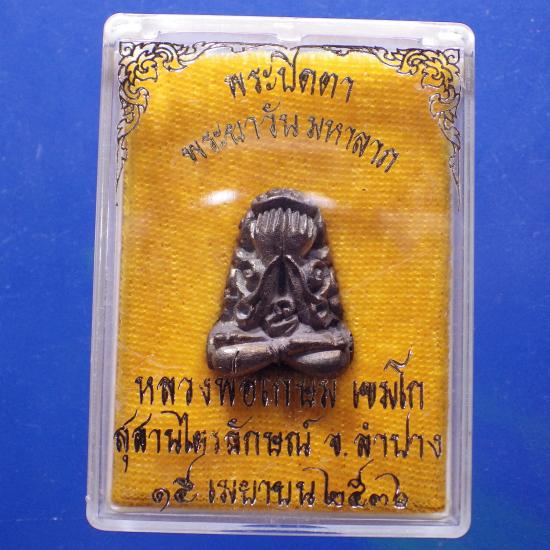 พระปิดตา
พระยาวันมหาลาภ
หลวงพ่อเกษม เขมโก
สุสานไตรลักษณ์ จ.ลำปาง
๑๕ เมษายน ๒๕๓๖